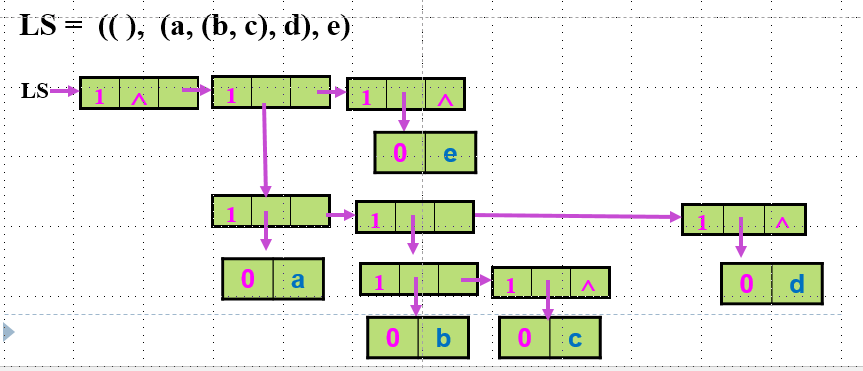 LS = (( ), (a, (b, c), d), e)
LS 1 ^ 1 1 ^
0 e
1 1 1 ^
0 a 1 1 ^ 0 d
0 b 0 c